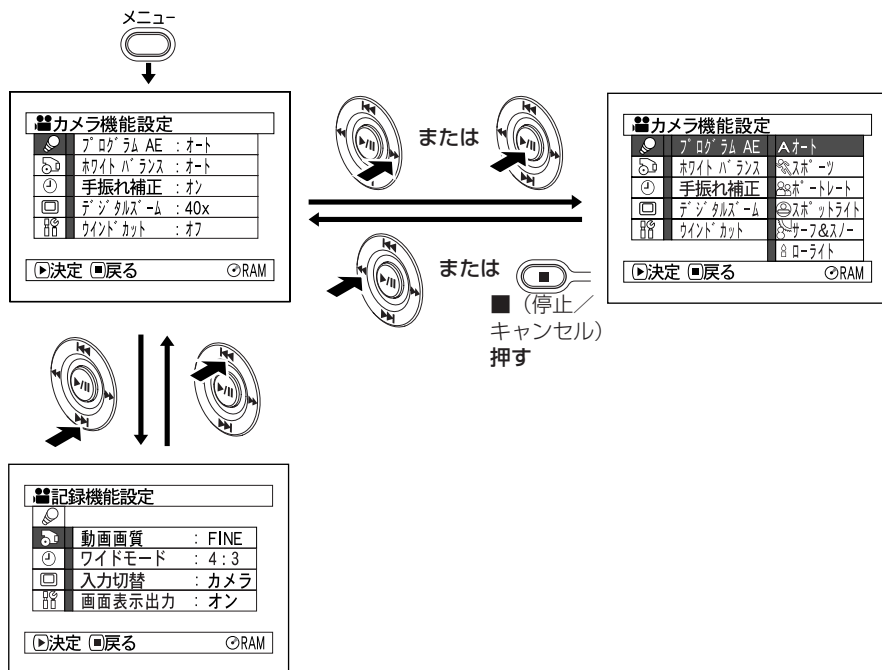 メニュー
カメラ機能設定
プログラム AE : オート
ホワイトバランス : オート
手振れ補正 : オン
デジタルズーム : 40x
ウインドカット : オフ
決定 戻る RAM
または
または
■(停止/
キャンセル)
押す
カメラ機能設定
プログラム AE Aオート
ホワイトバランス スポーツ
手振れ補正 ポートレート
デジタルズーム スポットライト
ウインドカット サーフ&スノー
ローライト
決定 戻る RAM
記録機能設定
動画画質 : FINE
ワイドモード : 4:3
入力切替 : カメラ
画面表示出力 : オン
決定 戻る RAM